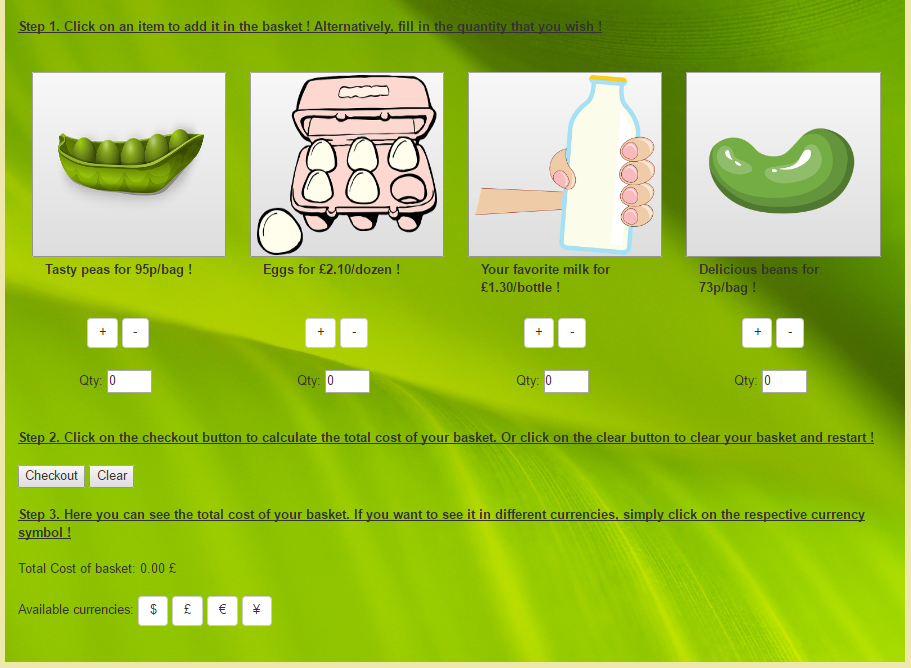 Step 1. Click on an item to add it in the basket ! Alternatively, fill in the quantity that you wish !
Tasty peas for 95p/bag !
Eggs for £2.10/dozen !
Your favorite milk for
£1.30/bottle !
Delicious beans for
73p/bag !
+ - + - + - + -
Qty: 0 Qty: 0 Qty: 0 Qty: 0
Step 2. Click on the checkout button to calculate the total cost of your basket. Or click on the clear button to clear your basket and restart !
Checkout Clear
Step 3. Here you can see the total cost of your basket. If you want to see it in different currencies, simply click on the respective currency
symbol !
Total Cost of basket: 0.00 £
Available currencies: $ £ € ¥